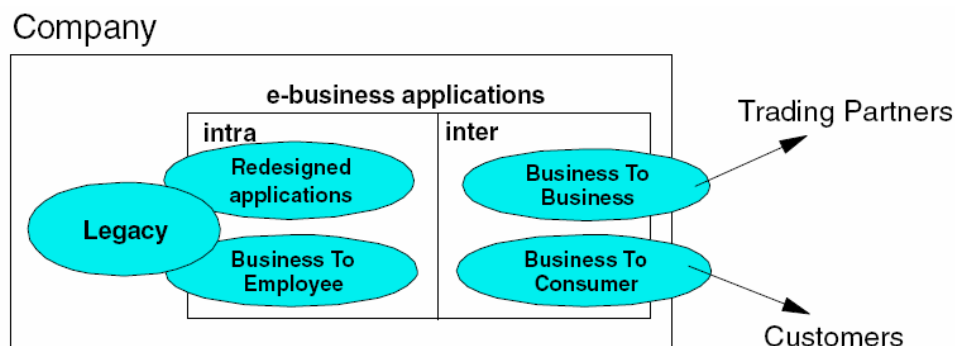 Company
e-business applications
intra
inter
Trading Partners
Redesigned
applications
Business To
Business
Legacy
Business To
Employee
Business To
Consumer
Customers